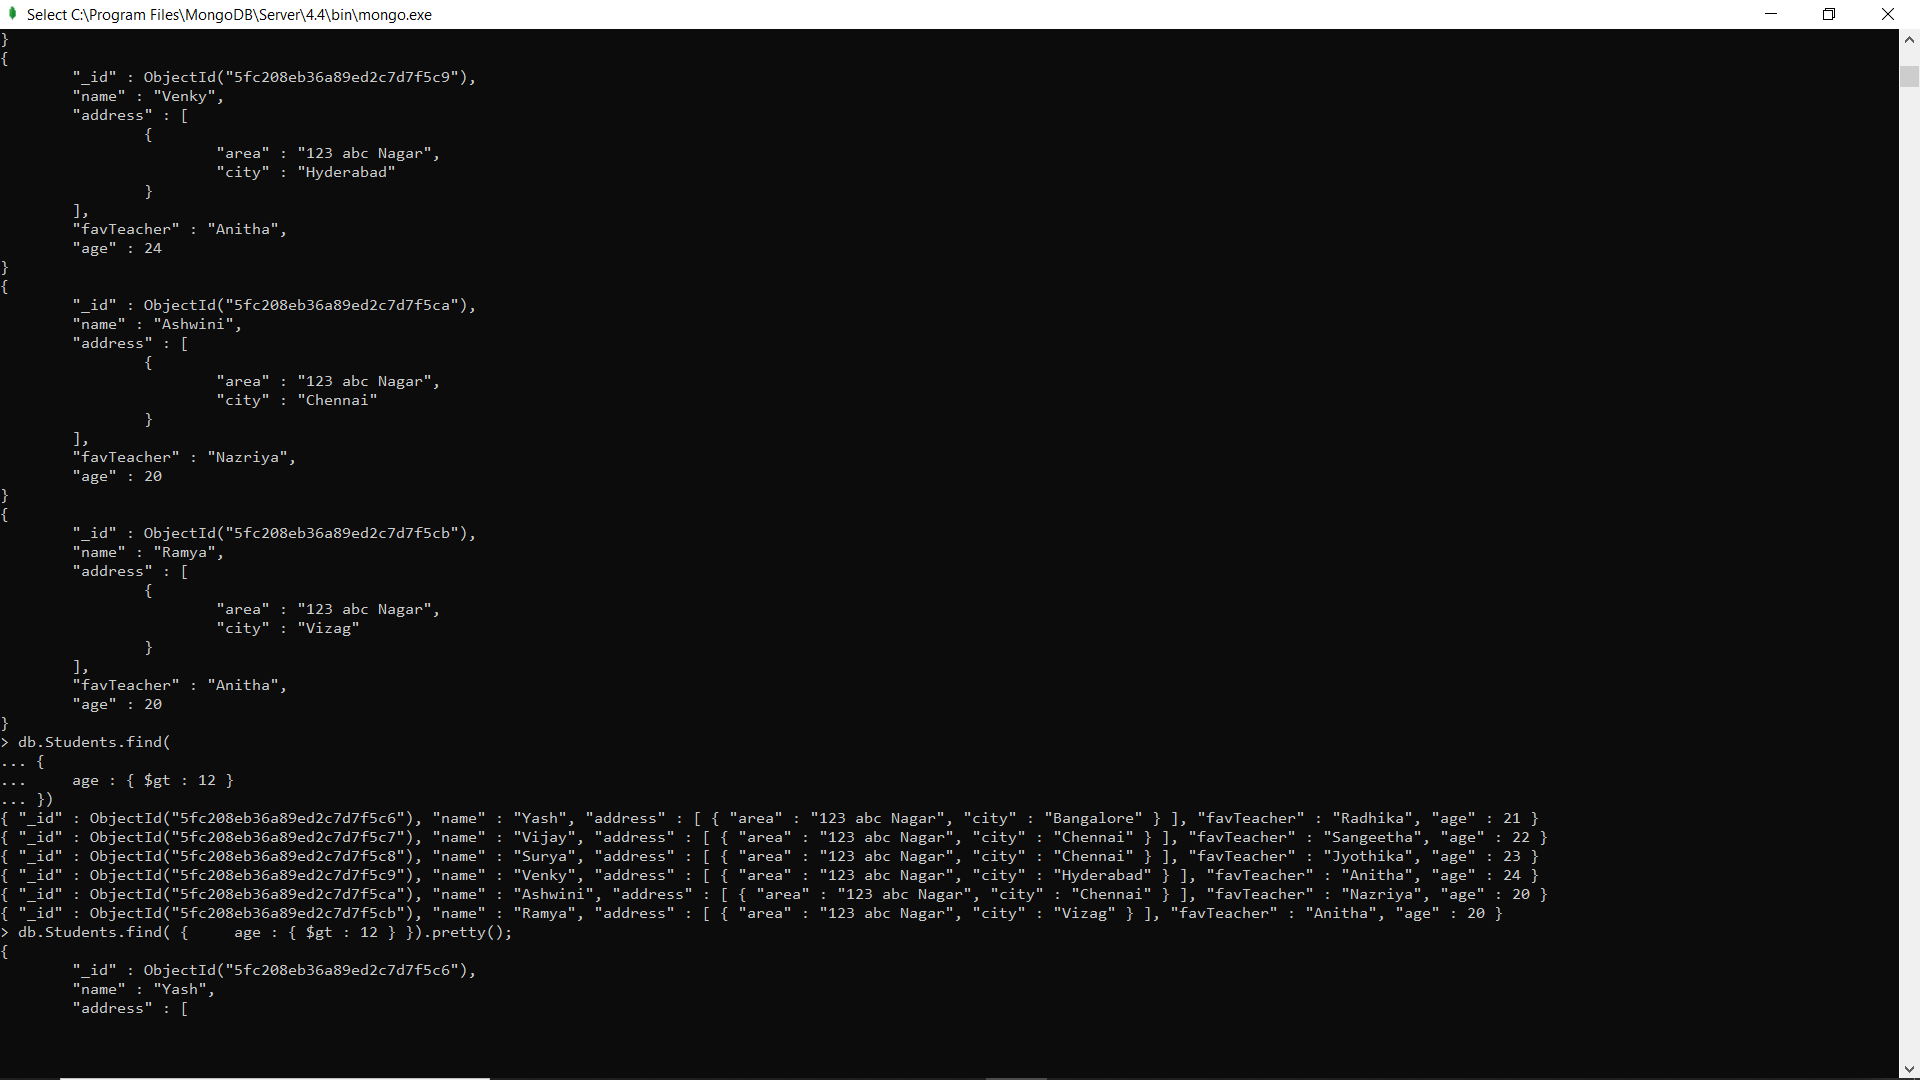 Select C:\Program Files\MongoDB\Server\4.4\bin\mongo.exe
}
{
        "_id" : ObjectId("5fc208eb36a89ed2c7d7f5c9"),
        "name" : "Venky",
        "address" : [
                {
                        "area" : "123 abc Nagar",
                        "city" : "Hyderabad"
                }
        ],
        "favTeacher" : "Anitha",
        "age" : 24
}
{
        "_id" : ObjectId("5fc208eb36a89ed2c7d7f5ca"),
        "name" : "Ashwini",
        "address" : [
                {
                        "area" : "123 abc Nagar",
                        "city" : "Chennai"
                }
        ],
        "favTeacher" : "Nazriya",
        "age" : 20
}
{
        "_id" : ObjectId("5fc208eb36a89ed2c7d7f5cb"),
        "name" : "Ramya",
        "address" : [
                {
                        "area" : "123 abc Nagar",
                        "city" : "Vizag"
                }
        ],
        "favTeacher" : "Anitha",
        "age" : 20
}
> db.Students.find(
... {
...     age : { $gt : 12 }
... })
{ "_id" : ObjectId("5fc208eb36a89ed2c7d7f5c6"), "name" : "Yash", "address" : [ { "area" : "123 abc Nagar", "city" : "Bangalore" } ], "favTeacher" : "Radhika", "age" : 21 }
{ "_id" : ObjectId("5fc208eb36a89ed2c7d7f5c7"), "name" : "Vijay", "address" : [ { "area" : "123 abc Nagar", "city" : "Chennai" } ], "favTeacher" : "Sangeetha", "age" : 22 }
{ "_id" : ObjectId("5fc208eb36a89ed2c7d7f5c8"), "name" : "Surya", "address" : [ { "area" : "123 abc Nagar", "city" : "Chennai" } ], "favTeacher" : "Jyothika", "age" : 23 }
{ "_id" : ObjectId("5fc208eb36a89ed2c7d7f5c9"), "name" : "Venky", "address" : [ { "area" : "123 abc Nagar", "city" : "Hyderabad" } ], "favTeacher" : "Anitha", "age" : 24 }
{ "_id" : ObjectId("5fc208eb36a89ed2c7d7f5ca"), "name" : "Ashwini", "address" : [ { "area" : "123 abc Nagar", "city" : "Chennai" } ], "favTeacher" : "Nazriya", "age" : 20 }
{ "_id" : ObjectId("5fc208eb36a89ed2c7d7f5cb"), "name" : "Ramya", "address" : [ { "area" : "123 abc Nagar", "city" : "Vizag" } ], "favTeacher" : "Anitha", "age" : 20 }
> db.Students.find( {     age : { $gt : 12 } }).pretty();
{
        "_id" : ObjectId("5fc208eb36a89ed2c7d7f5c6"),
        "name" : "Yash",
        "address" : [